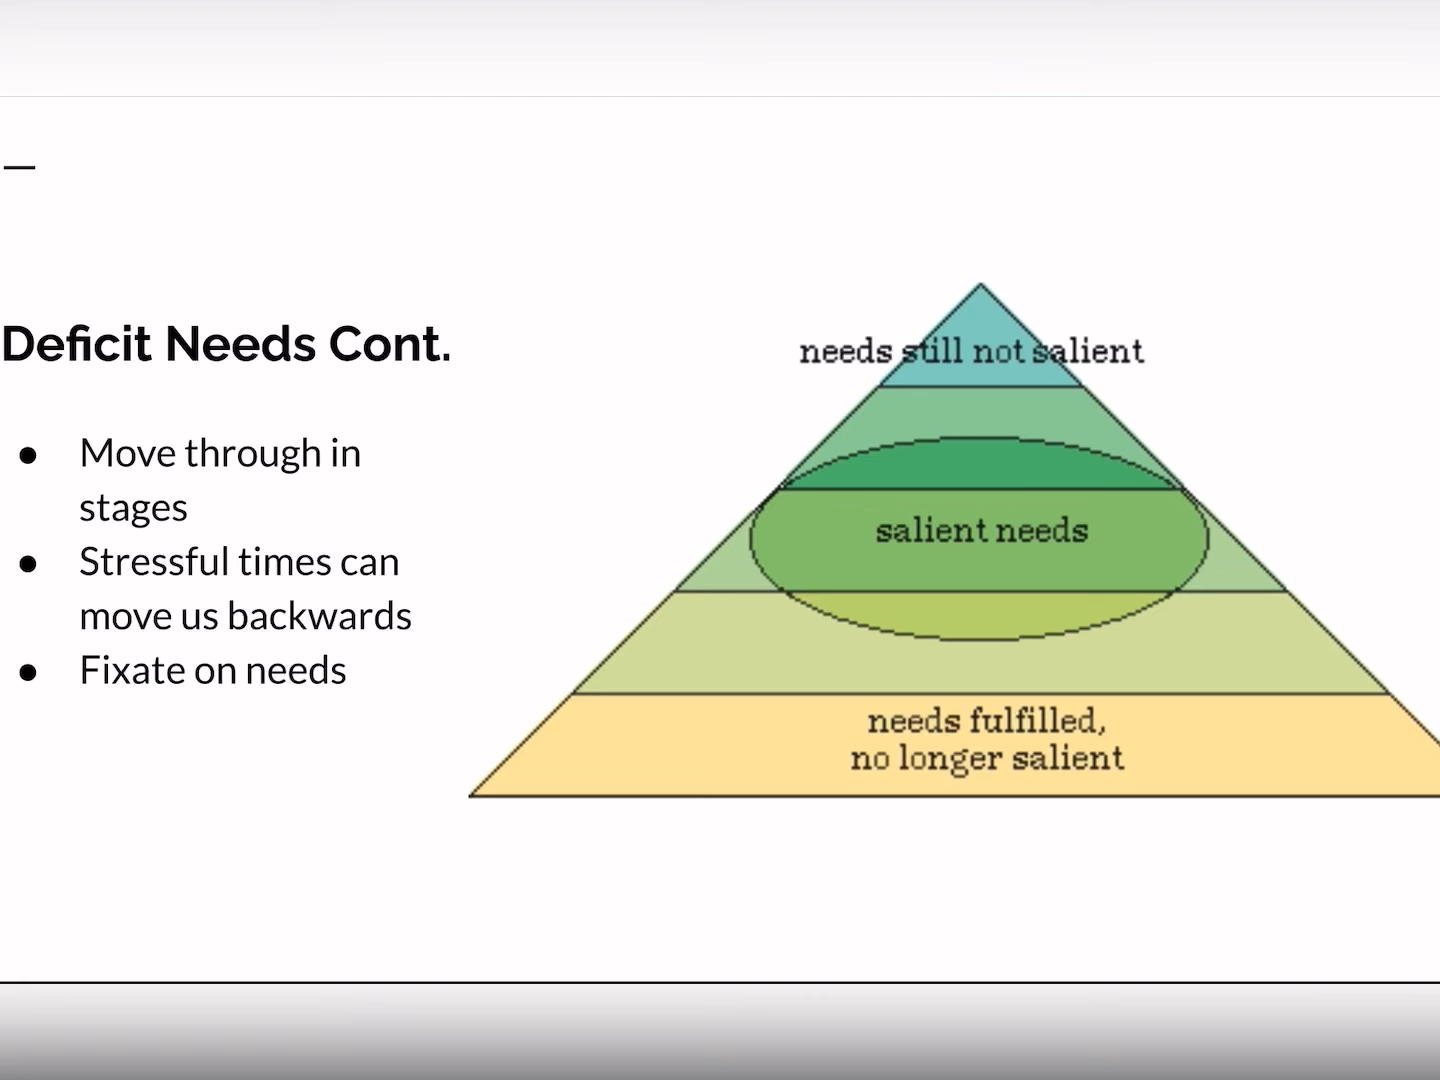 Deficit Needs Cont.
● Move through in
stages
● Stressful times can
move us backwards
● Fixate on needs
needs still not salient
salient needs
needs fulfilled,
no longer salient